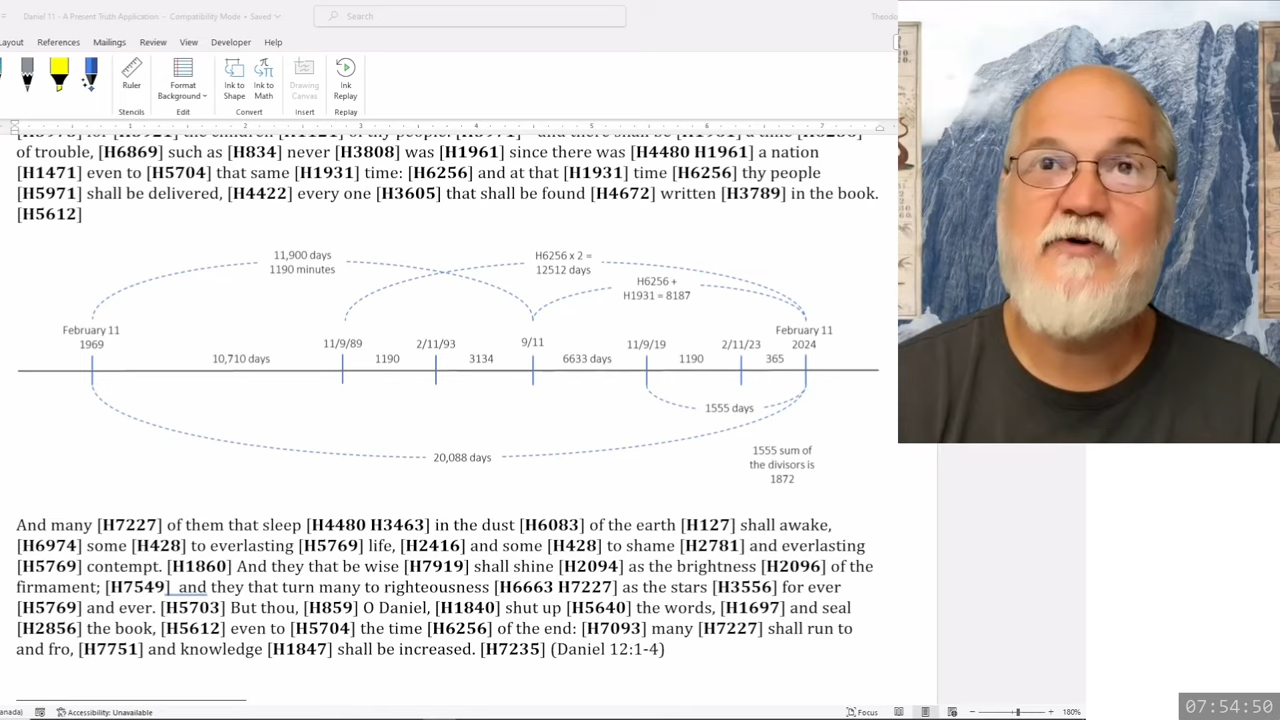 Daniel 11 - A Present Truth Application - Compatibility Mode • Saved
Search
Theodo
Layout References Mailings Review View Developer Help
Ruler
Format Background
Ink to Shape
Ink to Math
Drawing Canvas
Ink Replay
Stencils Edit Convert Insert Replay
1 2 3 4 5 6 7
of trouble, [H6869] such as [H834] never [H3808] was [H1961] since there was [H4480 H1961] a nation
[H1471] even to [H5704] that same [H1931] time: [H6256] and at that [H1931] time [H6256] thy people
[H5971] shall be delivered, [H4422] every one [H3605] that shall be found [H4672] written [H3789] in the book.
[H5612]
11,900 days
1190 minutes
H6256 x 2 =
12512 days
H6256 +
H1931 = 8187
February 11
1969
11/9/89
2/11/93
9/11
11/9/19
2/11/23
February 11
2024
10,710 days
1190
3134
6633 days
1190
365
1555 days
20,088 days
1555 sum of
the divisors is
1872
And many [H7227] of them that sleep [H4480 H3463] in the dust [H6083] of the earth [H127] shall awake,
[H6974] some [H428] to everlasting [H5769] life, [H2416] and some [H428] to shame [H2781] and everlasting
[H5769] contempt. [H1860] And they that be wise [H7919] shall shine [H2094] as the brightness [H2096] of the
firmament; [H7549] and they that turn many to righteousness [H6663 H7227] as the stars [H3556] for ever
[H5769] and ever. [H5703] But thou, [H859] O Daniel, [H1840] shut up [H5640] the words, [H1697] and seal
[H2856] the book, [H5612] even to [H5704] the time [H6256] of the end: [H7093] many [H7227] shall run to
and fro, [H7751] and knowledge [H1847] shall be increased. [H7235] (Daniel 12:1-4)
anada) Accessibility: Unavailable
Focus
180%
07:54:50